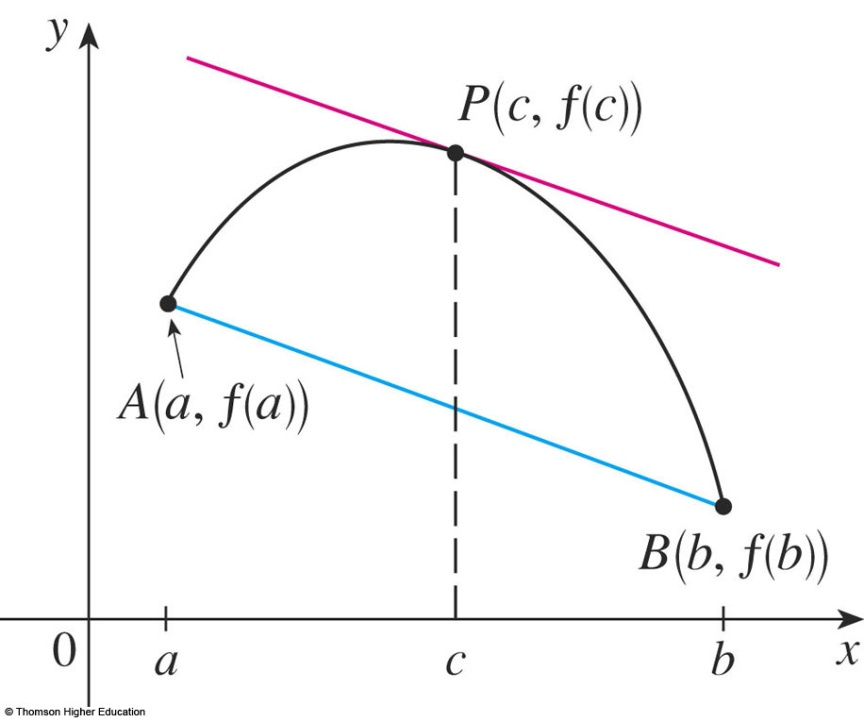 y
P(c, f(c))
A(a, f(a))
B(b, f(b))
0 a c b x
© Thomson Higher Education